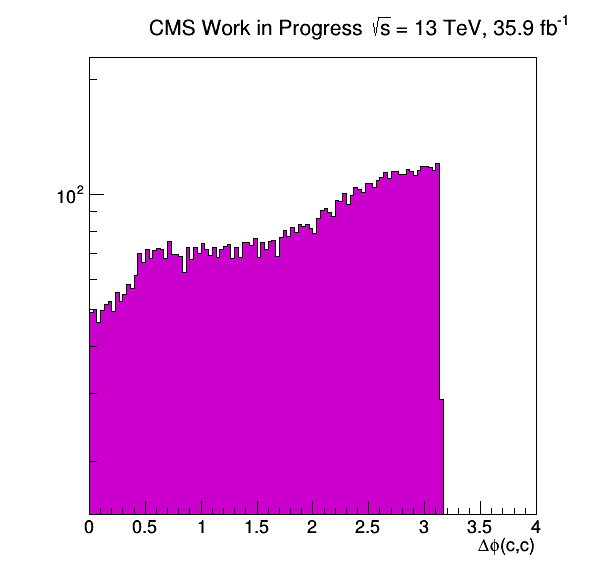 CMS Work in Progress √s = 13 TeV, 35.9 fb⁻¹
10²
0 0.5 1 1.5 2 2.5 3 3.5 4
Δϕ(c,c)